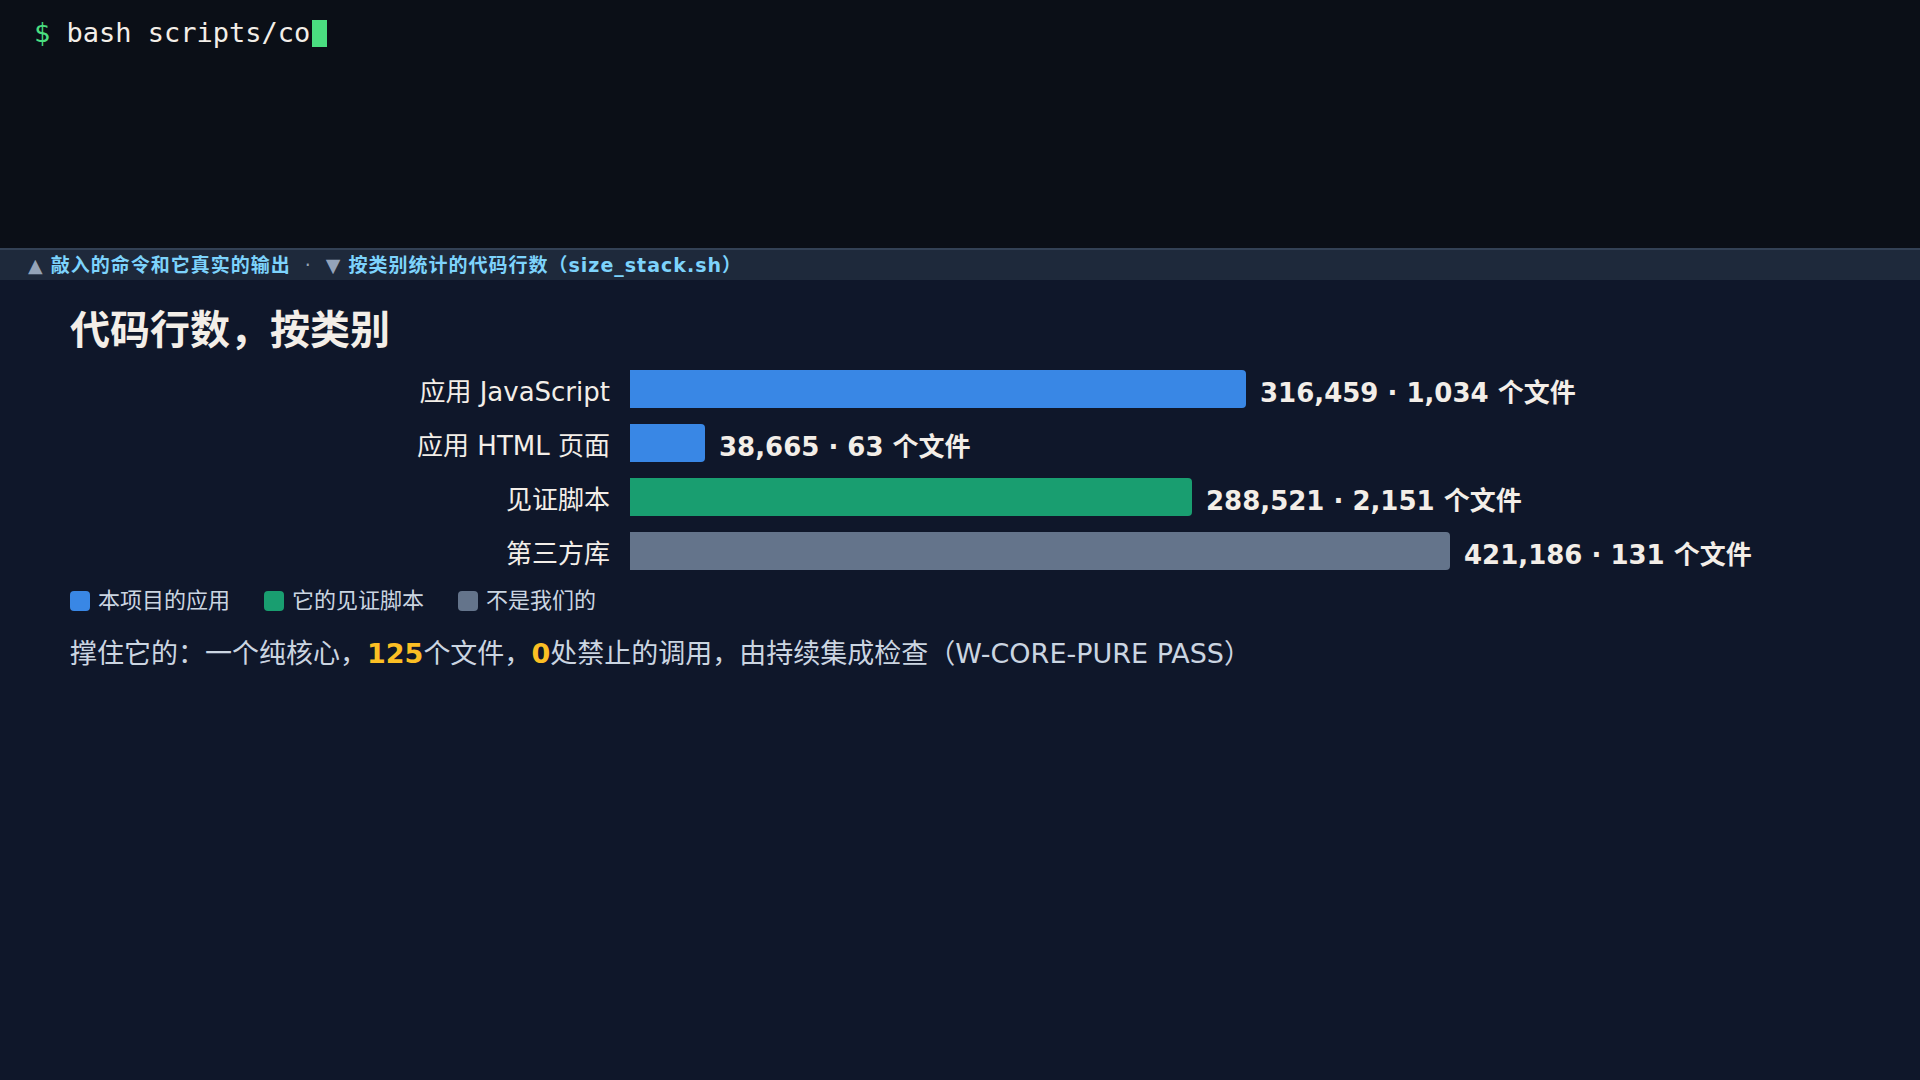 $ bash scripts/co
▲ 敲入的命令和它真实的输出 · ▼ 按类别统计的代码行数（size_stack.sh）
代码行数，按类别
应用 JavaScript 316,459 · 1,034 个文件
应用 HTML 页面 38,665 · 63 个文件
见证脚本 288,521 · 2,151 个文件
第三方库 421,186 · 131 个文件
本项目的应用 它的见证脚本 不是我们的
撑住它的：一个纯核心，125个文件，0处禁止的调用，由持续集成检查（W-CORE-PURE PASS）